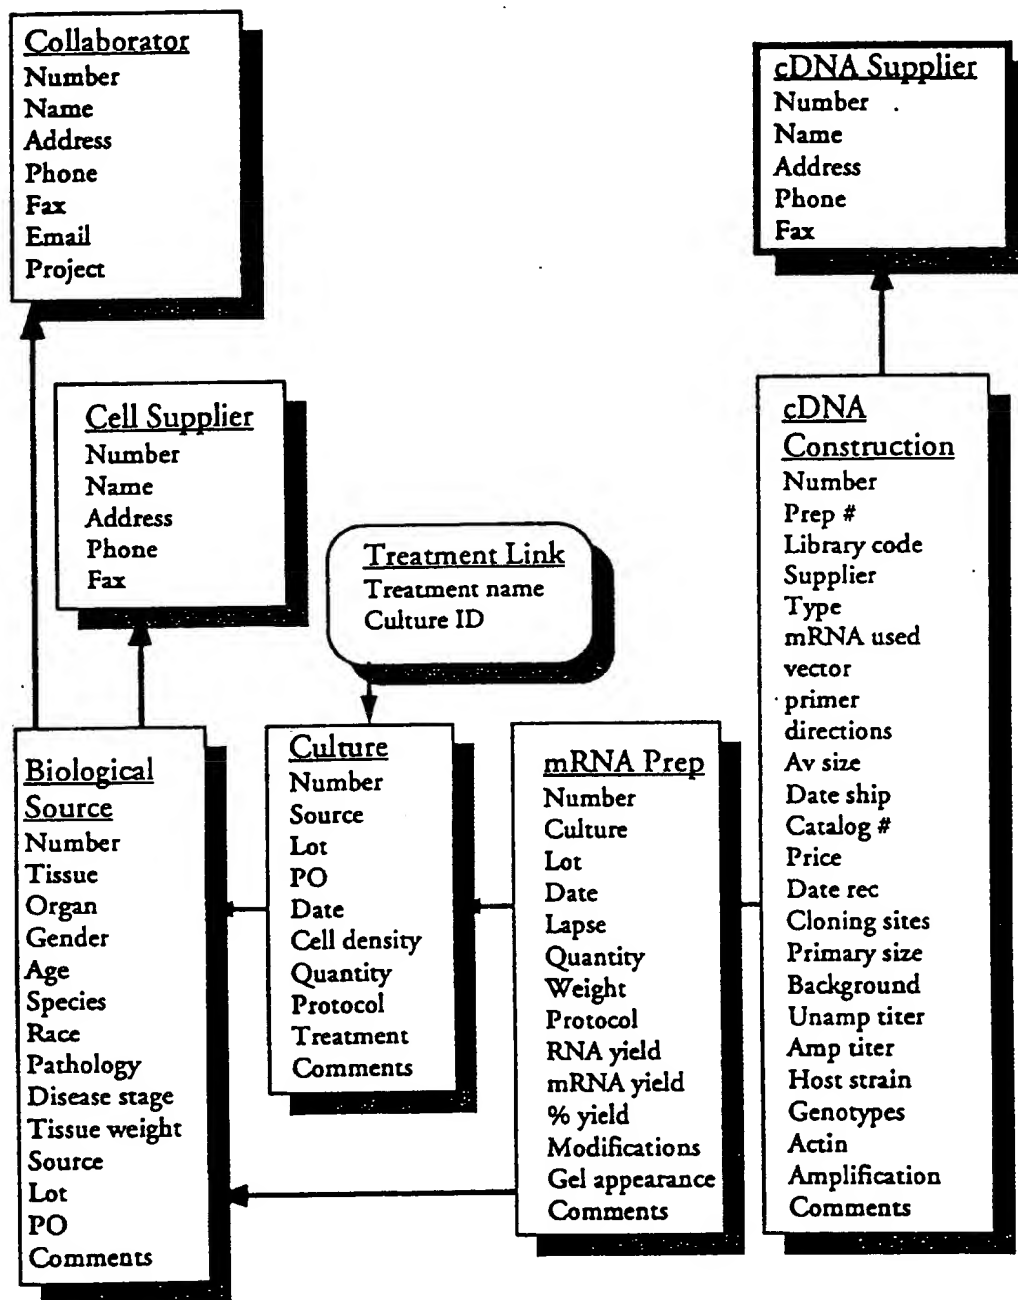 Collaborator
Number
Name
Address
Phone
Fax
Email
Project
cDNA Supplier
Number
Name
Address
Phone
Fax
Cell Supplier
Number
Name
Address
Phone
Fax
Treatment Link
Treatment name
Culture ID
Biological
Source
Number
Tissue
Organ
Gender
Age
Species
Race
Pathology
Disease stage
Tissue weight
Source
Lot
PO
Comments
Culture
Number
Source
Lot
PO
Date
Cell density
Quantity
Protocol
Treatment
Comments
mRNA Prep
Number
Culture
Lot
Date
Lapse
Quantity
Weight
Protocol
RNA yield
mRNA yield
% yield
Modifications
Gel appearance
Comments
cDNA
Construction
Number
Prep #
Library code
Supplier
Type
mRNA used
vector
primer
directions
Av size
Date ship
Catalog #
Price
Date rec
Cloning sites
Primary size
Background
Unamp titer
Amp titer
Host strain
Genotypes
Actin
Amplification
Comments